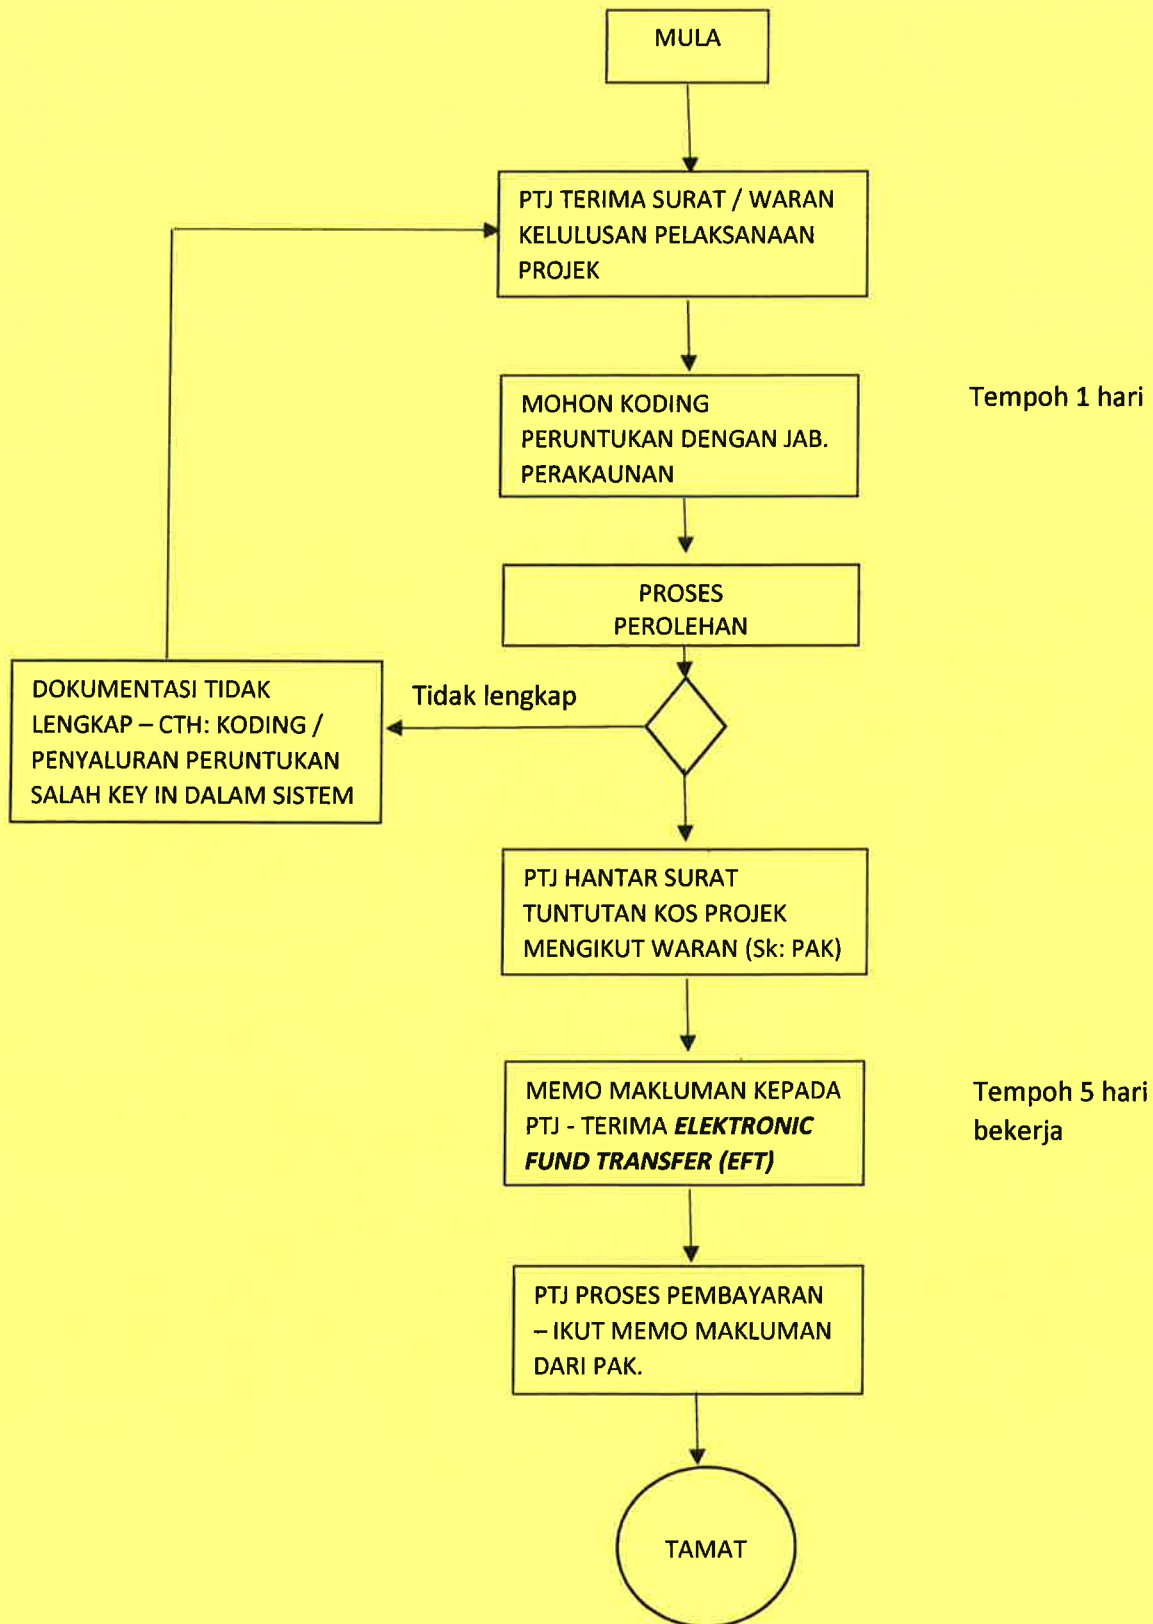 MULA
PTJ TERIMA SURAT / WARAN
KELULUSAN PELAKSANAAN
PROJEK
MOHON KODING
PERUNTUKAN DENGAN JAB.
PERAKAUNAN
Tempoh 1 hari
PROSES
PEROLEHAN
Tidak lengkap
DOKUMENTASI TIDAK
LENGKAP – CTH: KODING /
PENYALURAN PERUNTUKAN
SALAH KEY IN DALAM SISTEM
PTJ HANTAR SURAT
TUNTUTAN KOS PROJEK
MENGIKUT WARAN (Sk: PAK)
MEMO MAKLUMAN KEPADA
PTJ - TERIMA ELEKTRONIC
FUND TRANSFER (EFT)
Tempoh 5 hari
bekerja
PTJ PROSES PEMBAYARAN
– IKUT MEMO MAKLUMAN
DARI PAK.
TAMAT